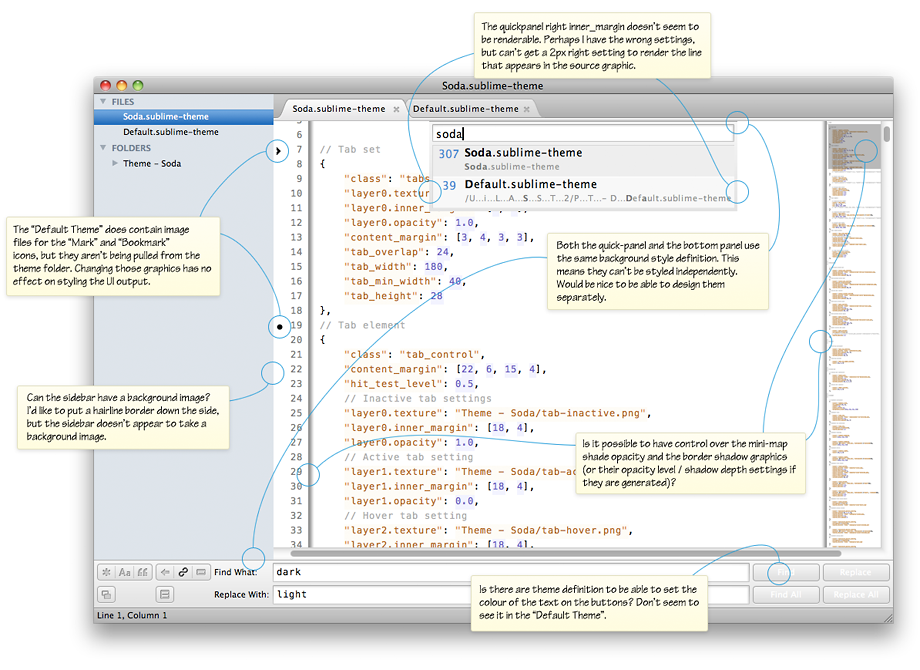 The quickpanel right inner_margin doesn't seem to
be renderable. Perhaps I have the wrong settings,
but can't get a 2px right setting to render the line
that appears in the source graphic.
Soda.sublime-theme
FILES
Soda.sublime-theme
Default.sublime-theme
FOLDERS
Theme - Soda
Soda.sublime-theme
Default.sublime-theme
soda
307 Soda.sublime-theme
Soda.sublime-theme
39 Default.sublime-theme
/U...i...L...A...S...S...T...2/P...T...- D...Default.sublime-theme
5
6
7 // Tab set
8 {
9 "class": "tabs
10 "layer0.textur
11 "layer0.inner_
12 "layer0.opacity": 1.0,
13 "content_margin": [3, 4, 3, 3],
14 "tab_overlap": 24,
15 "tab_width": 180,
16 "tab_min_width": 40,
17 "tab_height": 28
18 },
19 // Tab element
20 {
21 "class": "tab_control",
22 "content_margin": [22, 6, 15, 4],
23 "hit_test_level": 0.5,
24 // Inactive tab settings
25 "layer0.texture": "Theme - Soda/tab-inactive.png",
26 "layer0.inner_margin": [18, 4],
27 "layer0.opacity": 1.0,
28 // Active tab setting
29 "layer1.texture": "Theme - Soda/tab-ac
30 "layer1.inner_margin": [18, 4],
31 "layer1.opacity": 0.0,
32 // Hover tab setting
33 "layer2.texture": "Theme - Soda/tab-hover.png",
34 "layer2.inner_margin": [18, 4],
The "Default Theme" does contain image
files for the "Mark" and "Bookmark"
icons, but they aren't being pulled from the
theme folder. Changing those graphics has no
effect on styling the UI output.
Both the quick-panel and the bottom panel use
the same background style definition. This
means they can't be styled independently.
Would be nice to be able to design them
separately.
Can the sidebar have a background image?
I'd like to put a hairline border down the side,
but the sidebar doesn't appear to take a
background image.
Is it possible to have control over the mini-map
shade opacity and the border shadow graphics
(or their opacity level / shadow depth settings if
they are generated)?
Aa
Find What: dark
Find
Replace
Replace With: light
Find All
Replace All
Is there are theme definition to be able to set the
colour of the text on the buttons? Don't seem to
see it in the "Default Theme".
Line 1, Column 1